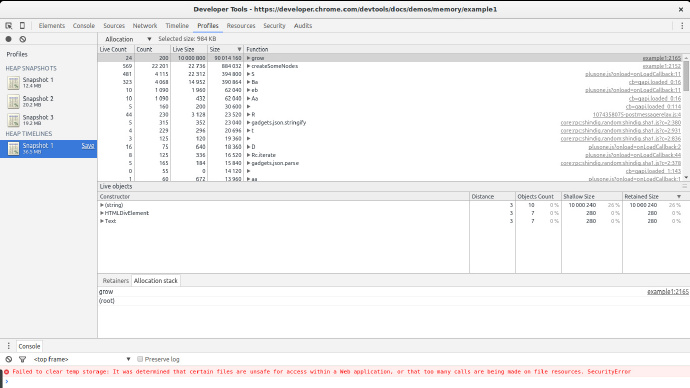 Developer Tools - https://developer.chrome.com/devtools/docs/demos/memory/example1
Elements Console Sources Network Timeline Profiles Resources Security Audits
Allocation Selected size: 984 KB
Profiles
HEAP SNAPSHOTS
Snapshot 1
12.4 MB
Snapshot 2
20.2 MB
Snapshot 3
19.2 MB
HEAP TIMELINES
Snapshot 1 Save
36.5 MB
Live Count Count Live Size Size Function
24 200 10 000 800 90 014 160 grow example1:2165
569 22 201 22 736 884 032 createSomeNodes example1:2152
481 4 115 22 312 394 800 S plusone.js?onload=onLoadCallback:11
323 4 068 14 952 390 864 Ba cb=gapi.loaded_0:16
10 1 090 1 960 62 040 eb plusone.js?onload=onLoadCallback:11
10 1 090 432 62 040 Aa cb=gapi.loaded_0:16
5 160 200 30 600 cb=gapi.loaded_0:114
44 230 3 128 23 520 R 1074358075-postmessagerelay.js:4
5 315 352 23 040 gadgets.json.stringify core:rpc:shindig.random:shindig.sha1.js?c=2:380
4 229 296 20 696 t core:rpc:shindig.random:shindig.sha1.js?c=2:931
3 125 120 19 360 core:rpc:shindig.random:shindig.sha1.js?c=2:836
16 75 640 18 360 D plusone.js?onload=onLoadCallback:2
8 125 336 16 520 Rc.iterate plusone.js?onload=onLoadCallback:44
5 165 184 15 840 gadgets.json.parse core:rpc:shindig.random:shindig.sha1.js?c=2:378
0 55 0 14 120 cb=gapi.loaded_0:143
1 60 672 13 960 aa plusone.js?onload=onLoadCallback:11
Live objects
Constructor Distance Objects Count Shallow Size Retained Size
(string) 3 10 0% 10 000 240 26% 10 000 240 26%
HTMLDivElement 3 7 0% 280 0% 280 0%
Text 3 7 0% 280 0% 280 0%
Retainers Allocation stack
grow example1:2165
(root)
Console
<top frame> Preserve log
Failed to clear temp storage: It was determined that certain files are unsafe for access within a Web application, or that too many calls are being made on file resources. SecurityError